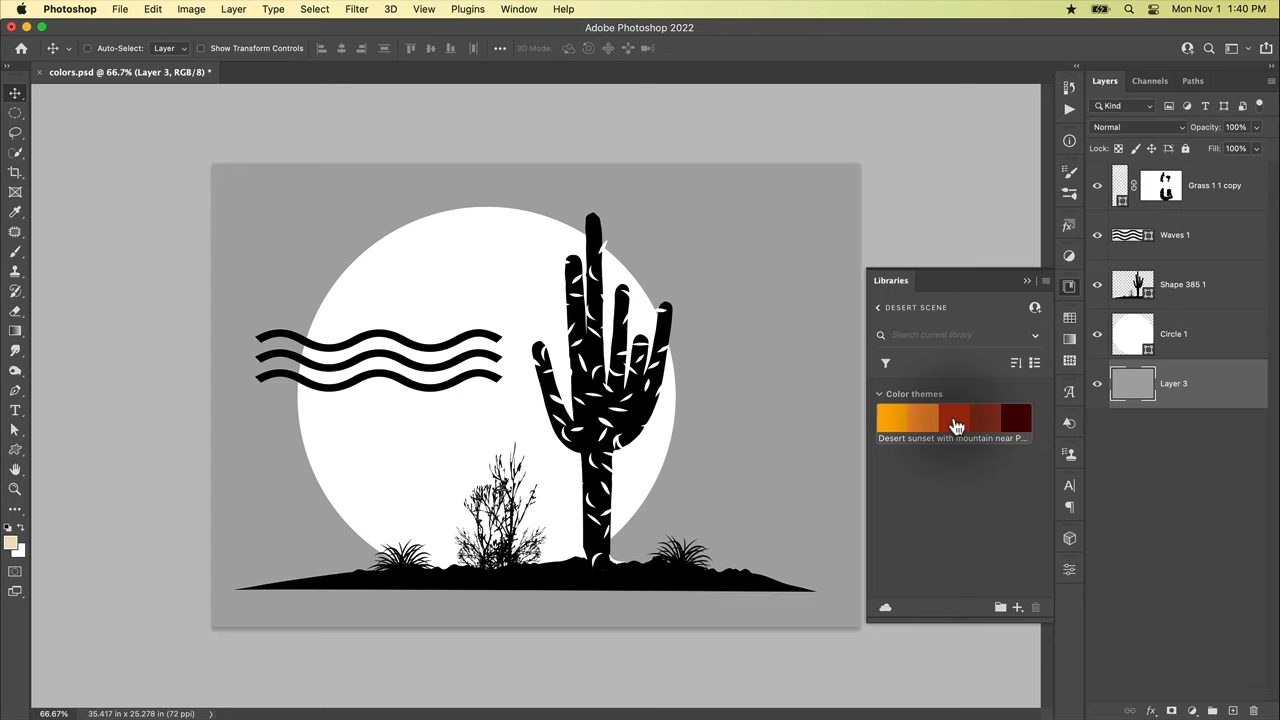 Photoshop File Edit Image Layer Type Select Filter 3D View Plugins Window Help Mon Nov 1 1:40 PM
Adobe Photoshop 2022
Auto-Select: Layer Show Transform Controls 3D Mode:
colors.psd @ 66.7% (Layer 3, RGB/8) *
Layers Channels Paths
Kind
Normal Opacity: 100%
Lock: Fill: 100%
Grass 1 1 copy
Waves 1
Shape 385 1
Circle 1
Layer 3
Libraries
DESERT SCENE
Search current library
Color themes
Desert sunset with mountain near P...
66.67% 35.417 in x 25.278 in (72 ppi)